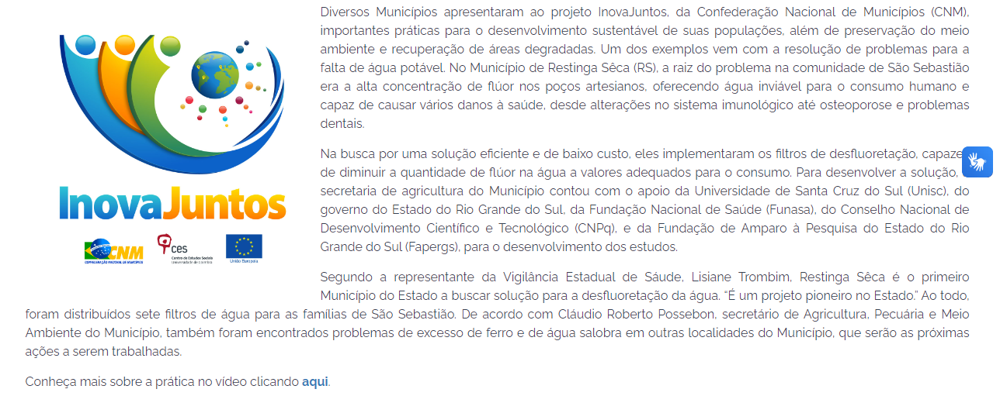 Diversos Municípios apresentaram ao projeto InovaJuntos, da Confederação Nacional de Municípios (CNM),
importantes práticas para o desenvolvimento sustentável de suas populações, além de preservação do meio
ambiente e recuperação de áreas degradadas. Um dos exemplos vem com a resolução de problemas para a
falta de água potável. No Município de Restinga Sêca (RS), a raiz do problema na comunidade de São Sebastião
era a alta concentração de flúor nos poços artesianos, oferecendo água inviável para o consumo humano e
capaz de causar vários danos à saúde, desde alterações no sistema imunológico até osteoporose e problemas
dentais.
Na busca por uma solução eficiente e de baixo custo, eles implementaram os filtros de desfluoretação, capaze
de diminuir a quantidade de flúor na água a valores adequados para o consumo. Para desenvolver a solução,
secretaria de agricultura do Município contou com o apoio da Universidade de Santa Cruz do Sul (Unisc), do
governo do Estado do Rio Grande do Sul, da Fundação Nacional de Saúde (Funasa), do Conselho Nacional de
Desenvolvimento Científico e Tecnológico (CNPq), e da Fundação de Amparo à Pesquisa do Estado do Rio
Grande do Sul (Fapergs), para o desenvolvimento dos estudos.
Segundo a representante da Vigilância Estadual de Sáude, Lisiane Trombim, Restinga Sêca é o primeiro
Município do Estado a buscar solução para a desfluoretação da água. “É um projeto pioneiro no Estado.” Ao todo,
foram distribuídos sete filtros de água para as famílias de São Sebastião. De acordo com Cláudio Roberto Possebon, secretário de Agricultura, Pecuária e Meio
Ambiente do Município, também foram encontrados problemas de excesso de ferro e de água salobra em outras localidades do Município, que serão as próximas
ações a serem trabalhadas.
Conheça mais sobre a prática no vídeo clicando aqui.
InovaJuntos
CNM
CONFEDERAÇÃO NACIONAL DE MUNICÍPIOS
ces
Centro de Estudos Sociais
Universidade de Coimbra
União Europeia